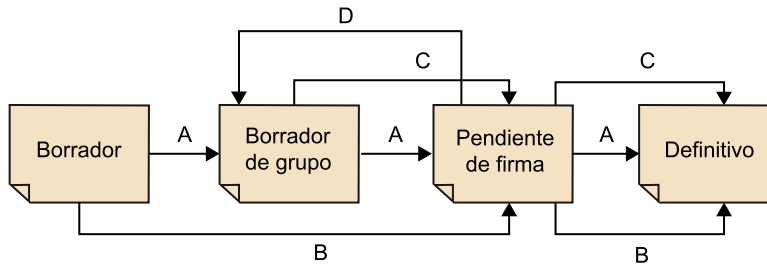 D
C
C
A
A
A
Borrador
Borrador
de grupo
Pendiente
de firma
Definitivo
B
B